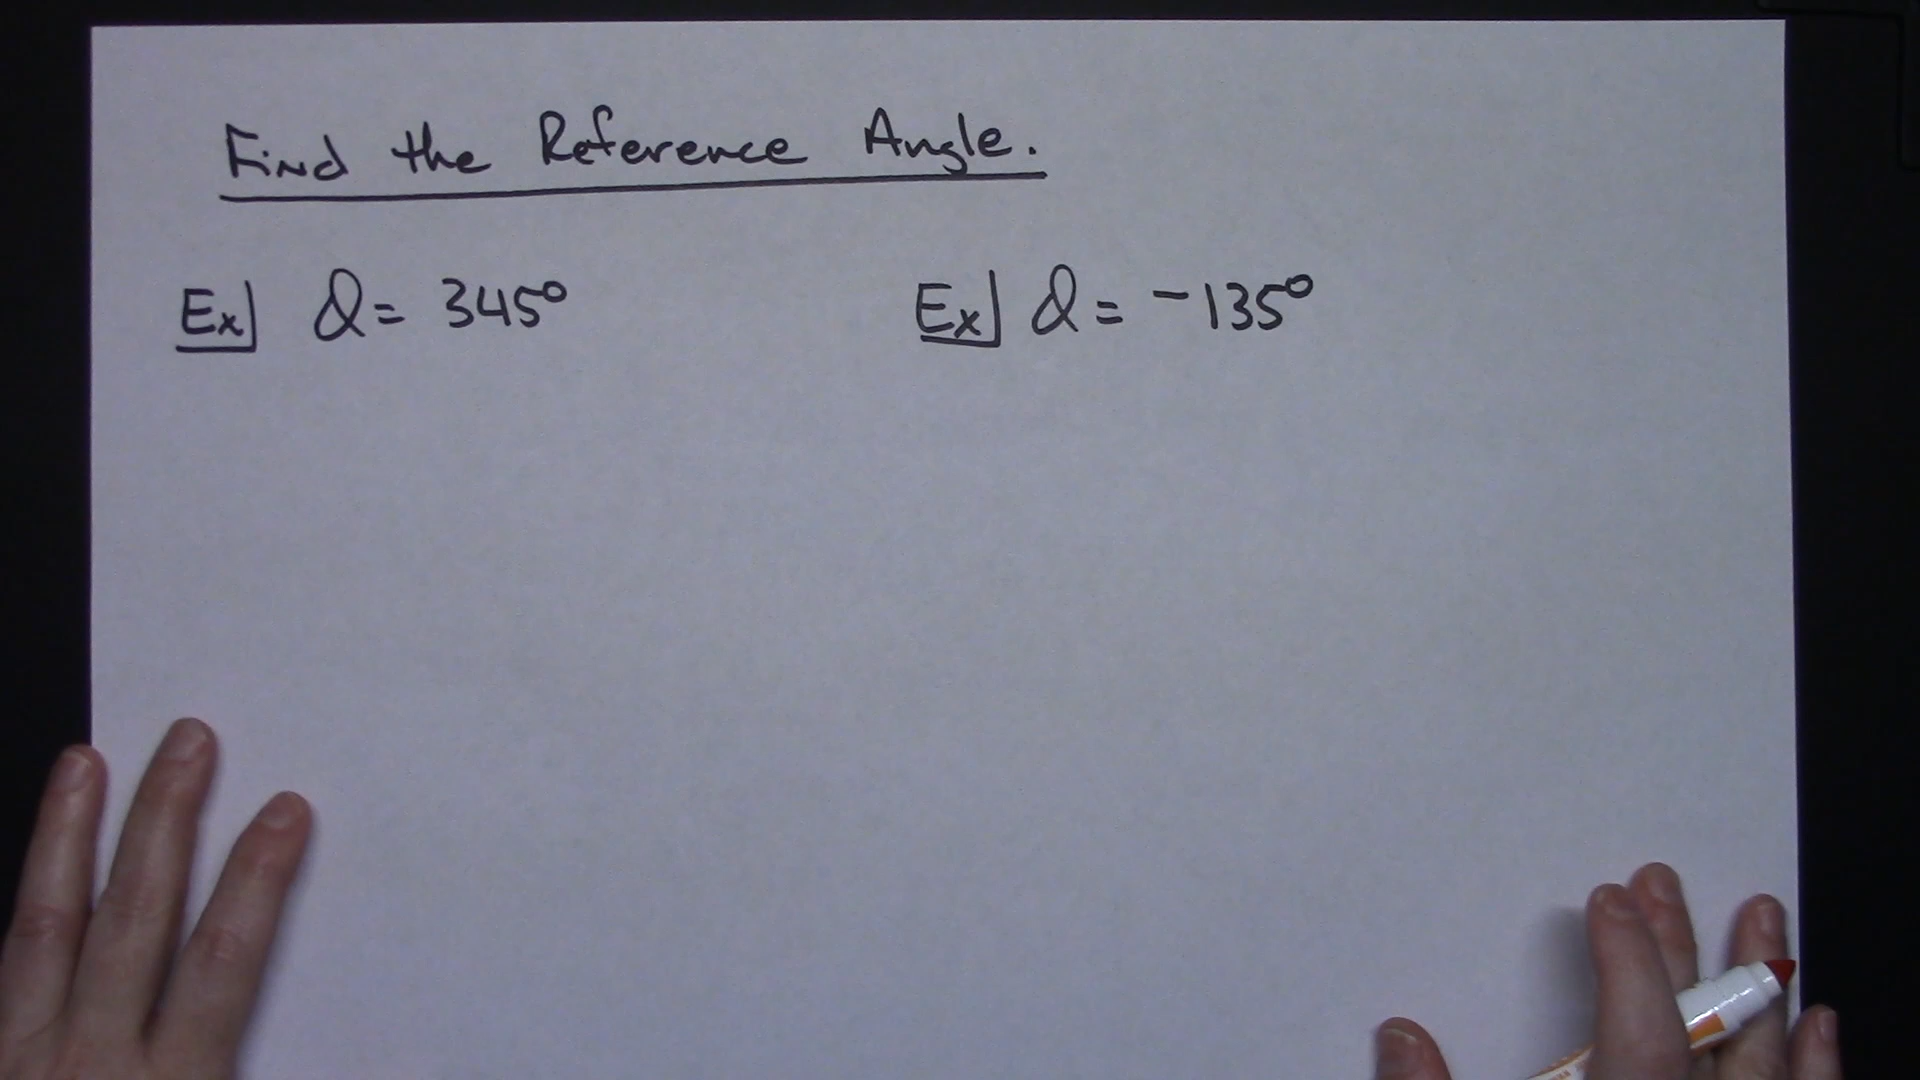 Find the Reference Angle.
Ex] θ = 345°
Ex] θ = -135°